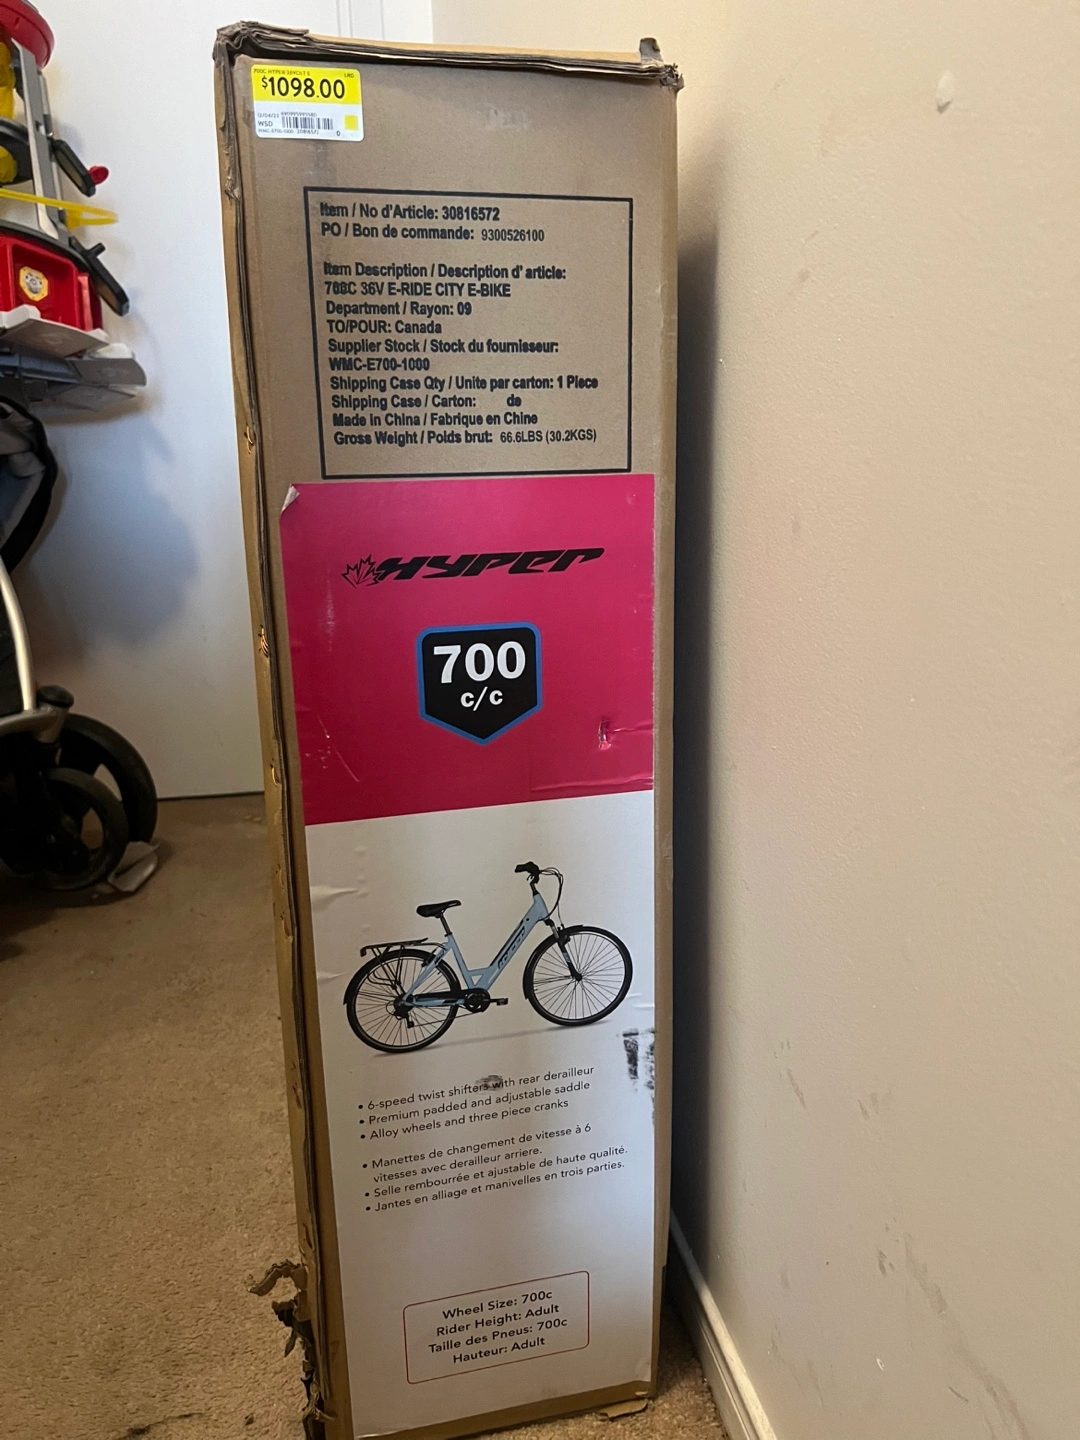 700C HYPER 36VOLT E LRG
$1098.00
WSD
Item / No d'Article: 30816572
PO / Bon de commande: 9300526100
Item Description / Description d' article:
700C 36V E-RIDE CITY E-BIKE
Department / Rayon: 09
TO/POUR: Canada
Supplier Stock / Stock du fournisseur:
WMC-E700-1000
Shipping Case Qty / Unite par carton: 1 Piece
Shipping Case / Carton: de
Made in China / Fabrique en Chine
Gross Weight / Poids brut: 66.6LBS (30.2KGS)
HYPER
700
c/c
HYPER
• 6-speed twist shifters with rear derailleur
• Premium padded and adjustable saddle
• Alloy wheels and three piece cranks
• Manettes de changement de vitesse à 6
vitesses avec derailleur arriere.
• Selle rembourrée et ajustable de haute qualité.
• Jantes en alliage et manivelles en trois parties.
Wheel Size: 700c
Rider Height: Adult
Taille des Pneus: 700c
Hauteur: Adult